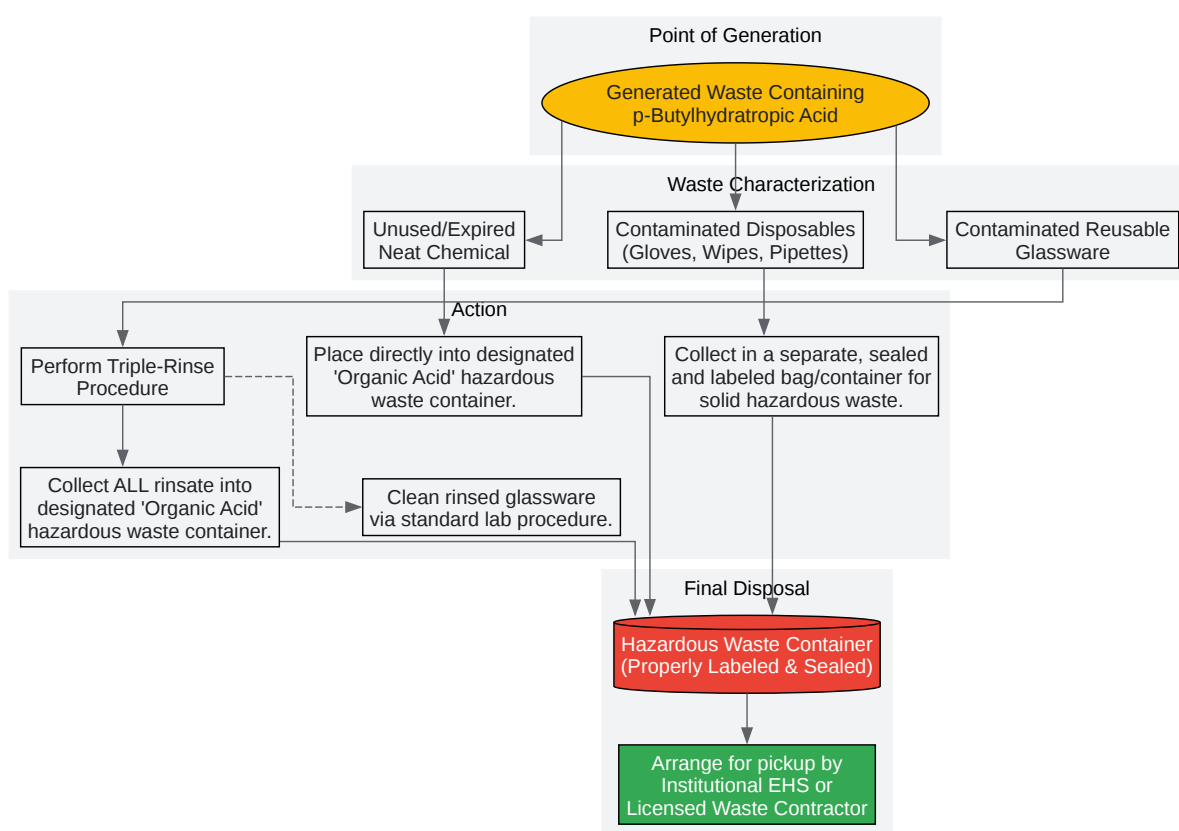 Point of Generation
Generated Waste Containing
p-Butylhydratropic Acid
Waste Characterization
Unused/Expired
Neat Chemical
Contaminated Disposables
(Gloves, Wipes, Pipettes)
Contaminated Reusable
Glassware
Action
Perform Triple-Rinse
Procedure
Place directly into designated
'Organic Acid' hazardous
waste container.
Collect in a separate, sealed
and labeled bag/container for
solid hazardous waste.
Collect ALL rinsate into
designated 'Organic Acid'
hazardous waste container.
Clean rinsed glassware
via standard lab procedure.
Final Disposal
Hazardous Waste Container
(Properly Labeled & Sealed)
Arrange for pickup by
Institutional EHS or
Licensed Waste Contractor